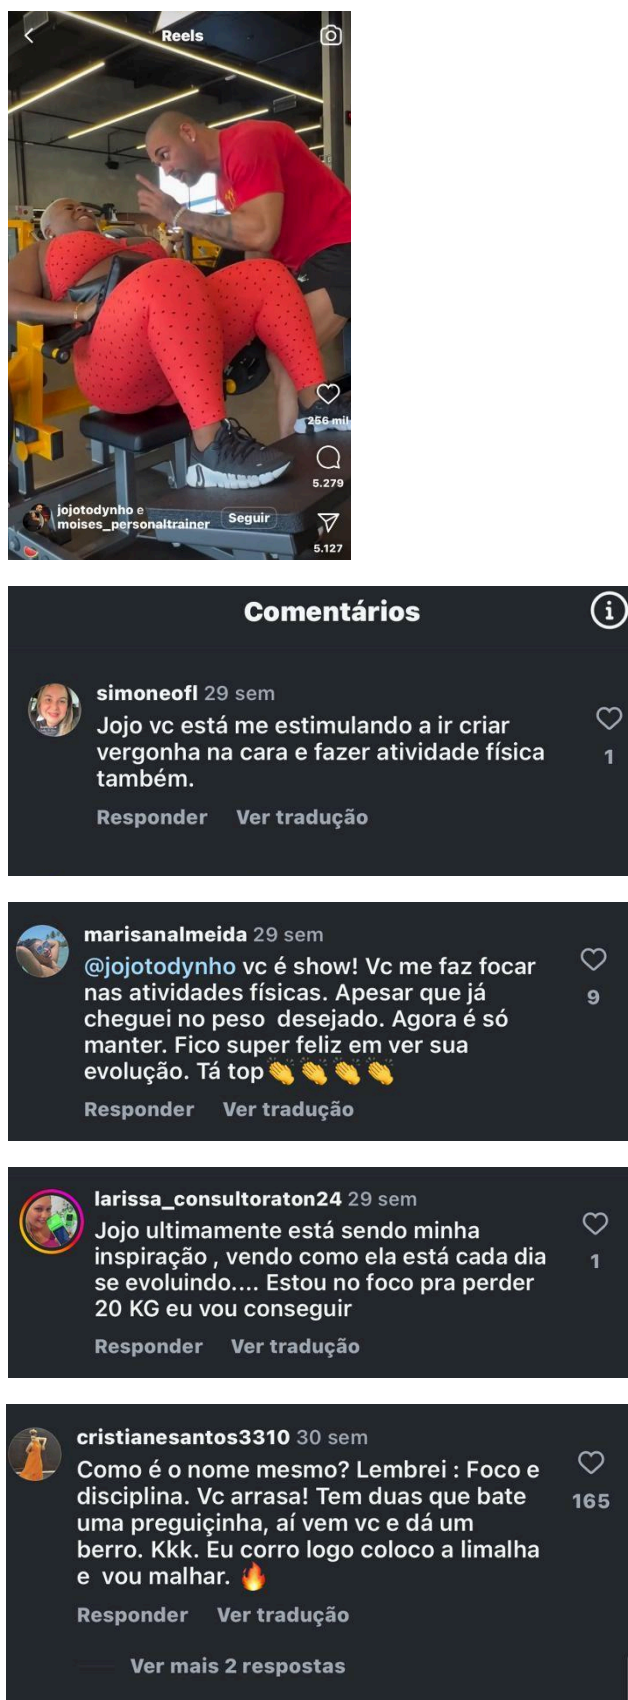 Reels
256 mil
5.279
jojotodynho e
moises_personaltrainer
Seguir
5.127
Comentários
simoneofl 29 sem
Jojo vc está me estimulando a ir criar
vergonha na cara e fazer atividade física
também.
1
Responder Ver tradução
marisanalmeida 29 sem
@jojotodynho vc é show! Vc me faz focar
nas atividades físicas. Apesar que já
cheguei no peso desejado. Agora é só
manter. Fico super feliz em ver sua
evolução. Tá top👏👏👏👏
9
Responder Ver tradução
larissa_consultoraton24 29 sem
Jojo ultimamente está sendo minha
inspiração , vendo como ela está cada dia
se evoluindo.... Estou no foco pra perder
20 KG eu vou conseguir
1
Responder Ver tradução
cristianesantos3310 30 sem
Como é o nome mesmo? Lembrei : Foco e
disciplina. Vc arrasa! Tem duas que bate
uma preguiçinha, aí vem vc e dá um
berro. Kkk. Eu corro logo coloco a limalha
e vou malhar. 🔥
165
Responder Ver tradução
Ver mais 2 respostas